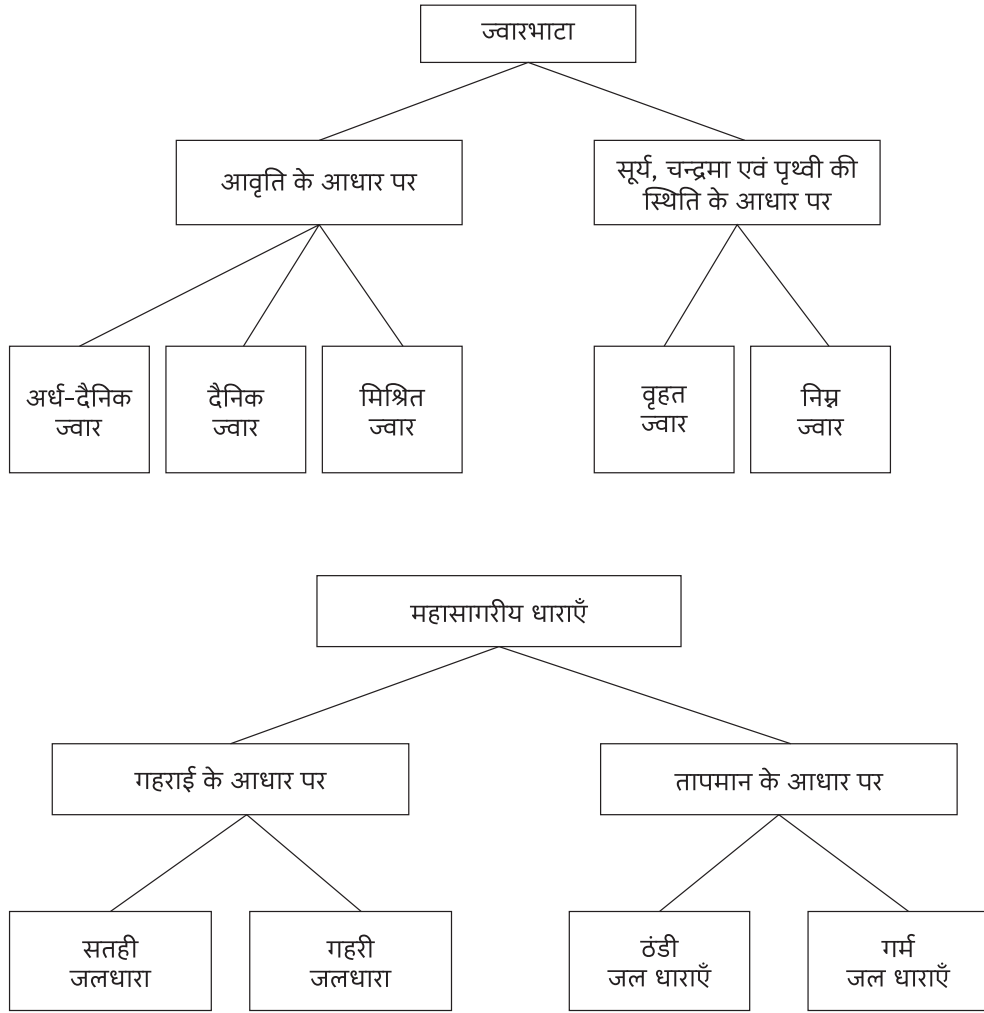 ज्वारभाटा
आवृति के आधार पर
सूर्य, चन्द्रमा एवं पृथ्वी की
स्थिति के आधार पर
अर्ध-दैनिक
ज्वार
दैनिक
ज्वार
मिश्रित
ज्वार
वृहत
ज्वार
निम्न
ज्वार
महासागरीय धाराएँ
गहराई के आधार पर
तापमान के आधार पर
सतही
जलधारा
गहरी
जलधारा
ठंडी
जल धाराएँ
गर्म
जल धाराएँ